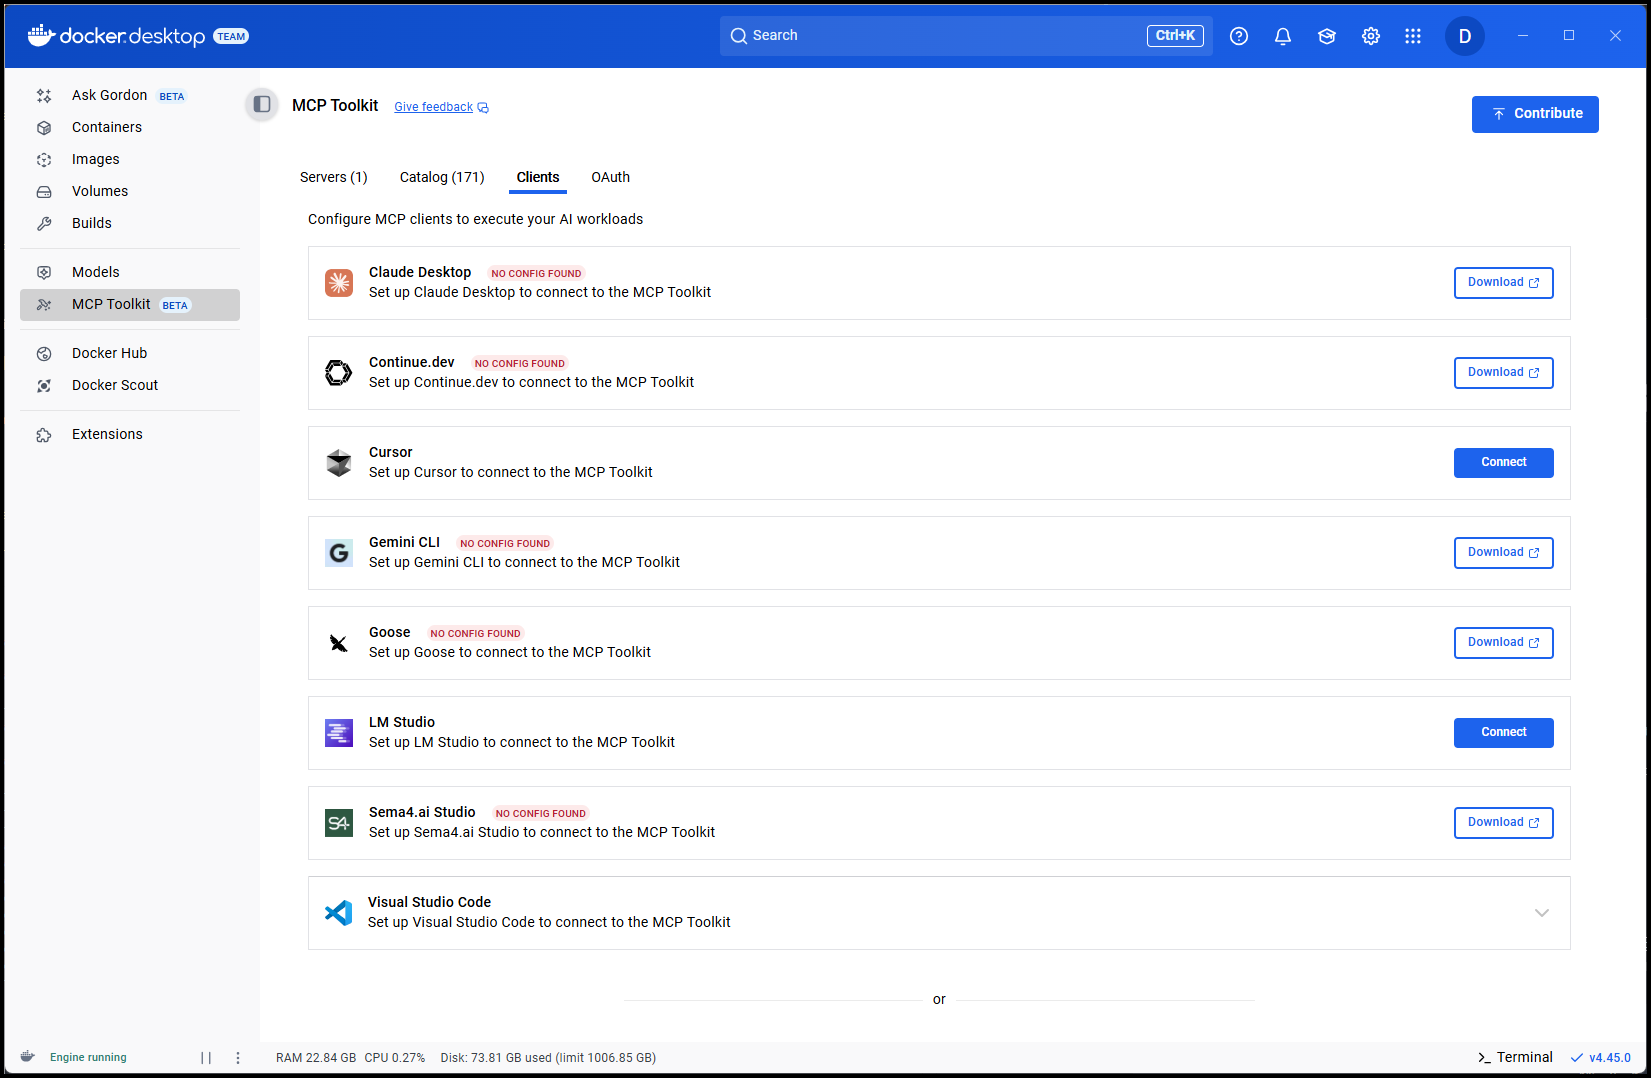 docker.desktop TEAM
Search
Ctrl+K
D
Ask Gordon BETA
Containers
Images
Volumes
Builds
Models
MCP Toolkit BETA
Docker Hub
Docker Scout
Extensions
MCP Toolkit Give feedback
Contribute
Servers (1) Catalog (171) Clients OAuth
Configure MCP clients to execute your AI workloads
Claude Desktop NO CONFIG FOUND
Set up Claude Desktop to connect to the MCP Toolkit
Download
Continue.dev NO CONFIG FOUND
Set up Continue.dev to connect to the MCP Toolkit
Download
Cursor
Set up Cursor to connect to the MCP Toolkit
Connect
G
Gemini CLI NO CONFIG FOUND
Set up Gemini CLI to connect to the MCP Toolkit
Download
Goose NO CONFIG FOUND
Set up Goose to connect to the MCP Toolkit
Download
LM Studio
Set up LM Studio to connect to the MCP Toolkit
Connect
S4
Sema4.ai Studio NO CONFIG FOUND
Set up Sema4.ai Studio to connect to the MCP Toolkit
Download
Visual Studio Code
Set up Visual Studio Code to connect to the MCP Toolkit
or
Engine running
RAM 22.84 GB CPU 0.27% Disk: 73.81 GB used (limit 1006.85 GB)
Terminal
v4.45.0